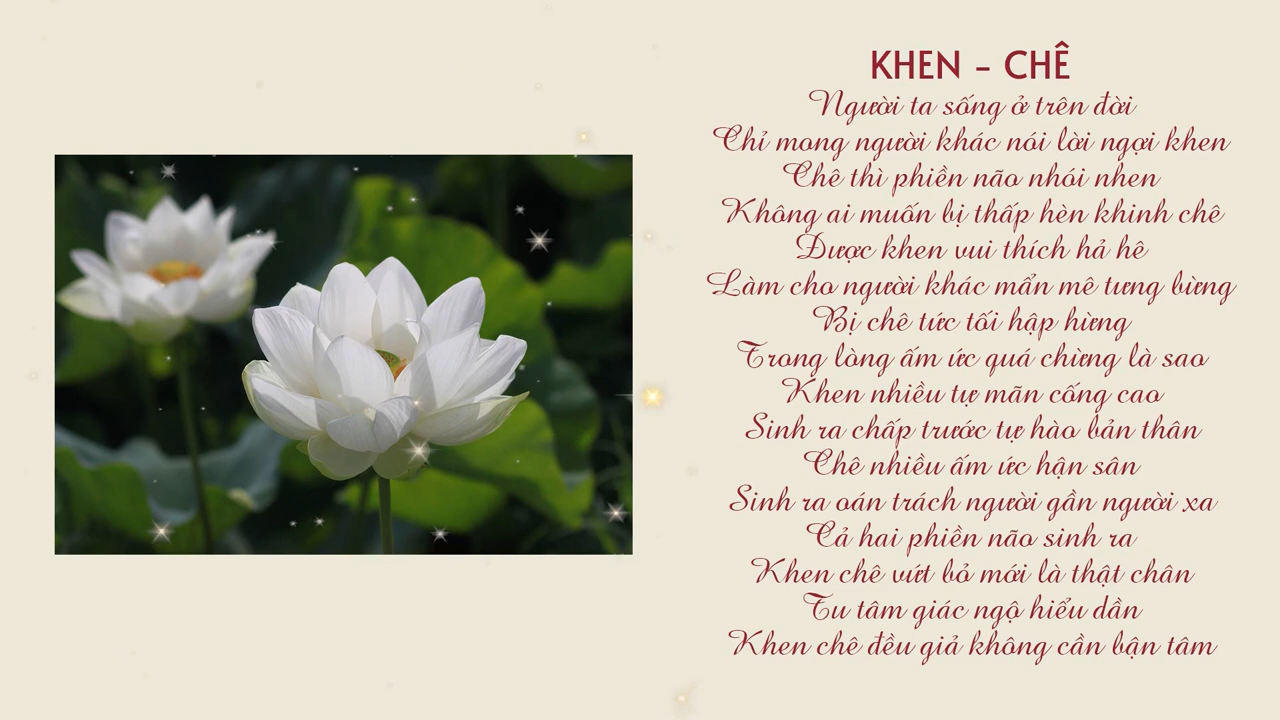 KHEN – CHÊ
Người ta sống ở trên đời
Chỉ mong người khác nói lời ngợi khen
Chê thì phiền não nhói nhen
Không ai muốn bị thấp hèn khinh chê
Được khen vui thích hả hê
Làm cho người khác mẩn mê tưng bừng
Bị chê tức tối hập hừng
Trong lòng ấm ức quá chừng là sao
Khen nhiều tự mãn cống cao
Sinh ra chấp trước tự hào bản thân
Chê nhiều ấm ức hận sân
Sinh ra oán trách người gần người xa
Cả hai phiền não sinh ra
Khen chê vứt bỏ mới là thật chân
Tu tâm giác ngộ hiểu dần
Khen chê đều giả không cần bận tâm